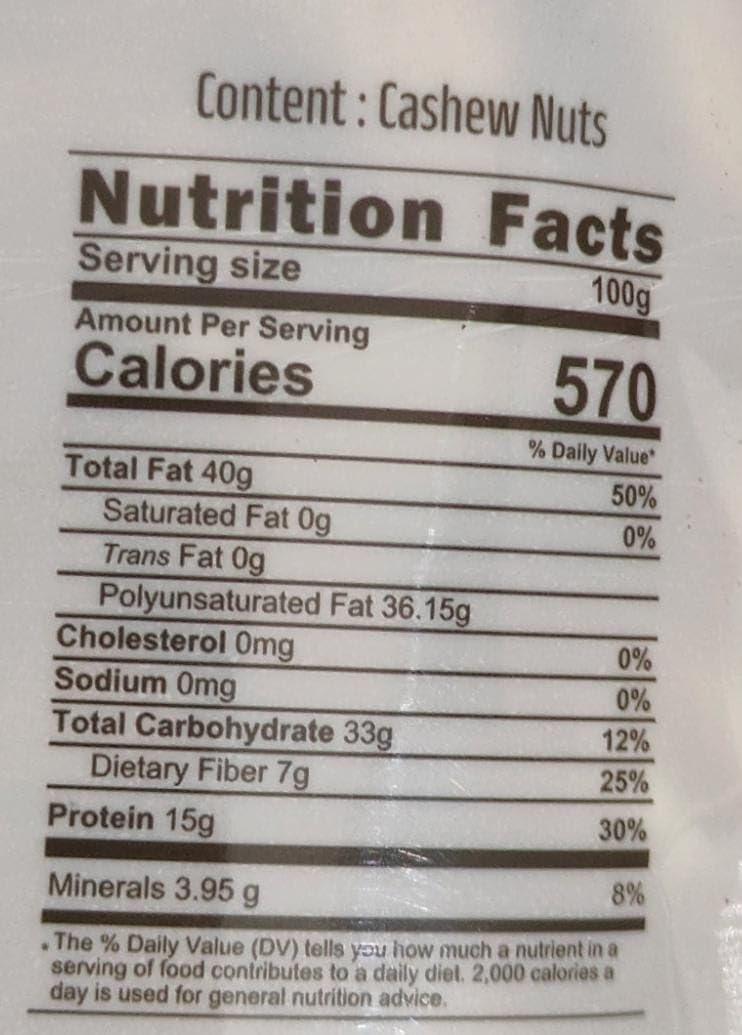 Content : Cashew Nuts
Nutrition Facts
Serving size 100g
Amount Per Serving
Calories 570
% Daily Value*
Total Fat 40g 50%
Saturated Fat 0g 0%
Trans Fat 0g
Polyunsaturated Fat 36.15g
Cholesterol 0mg 0%
Sodium 0mg 0%
Total Carbohydrate 33g 12%
Dietary Fiber 7g 25%
Protein 15g 30%
Minerals 3.95 g 8%
• The % Daily Value (DV) tells you how much a nutrient in a
serving of food contributes to a daily diet. 2,000 calories a
day is used for general nutrition advice.